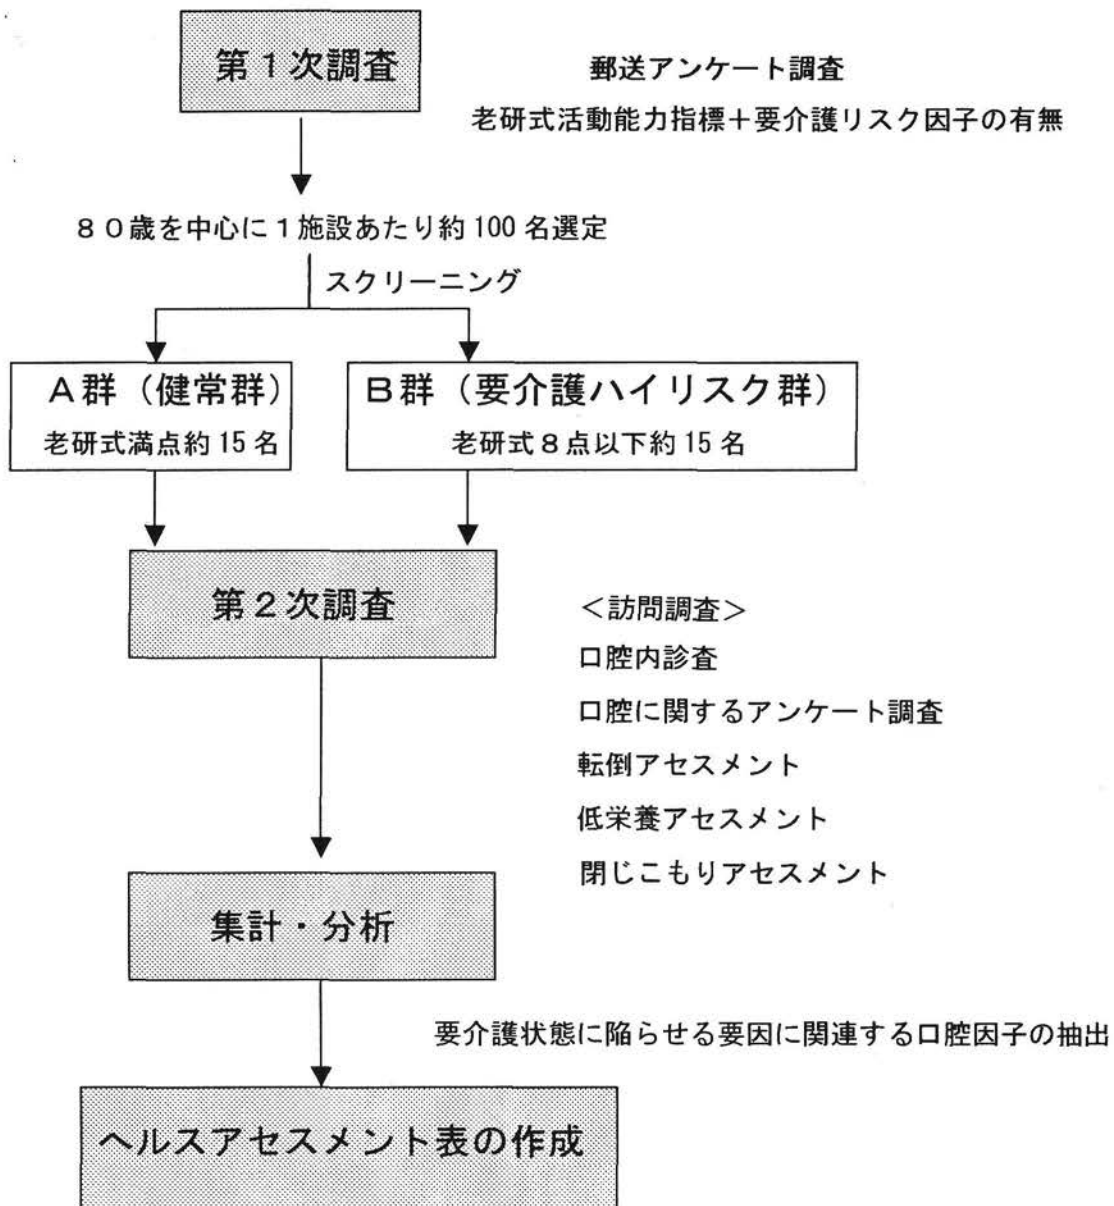 第１次調査
郵送アンケート調査
老研式活動能力指標＋要介護リスク因子の有無
８０歳を中心に１施設あたり約100名選定
スクリーニング
A群（健常群）
老研式満点約15名
B群（要介護ハイリスク群）
老研式８点以下約15名
第２次調査
＜訪問調査＞
口腔内診査
口腔に関するアンケート調査
転倒アセスメント
低栄養アセスメント
閉じこもりアセスメント
集計・分析
要介護状態に陥らせる要因に関連する口腔因子の抽出
ヘルスアセスメント表の作成